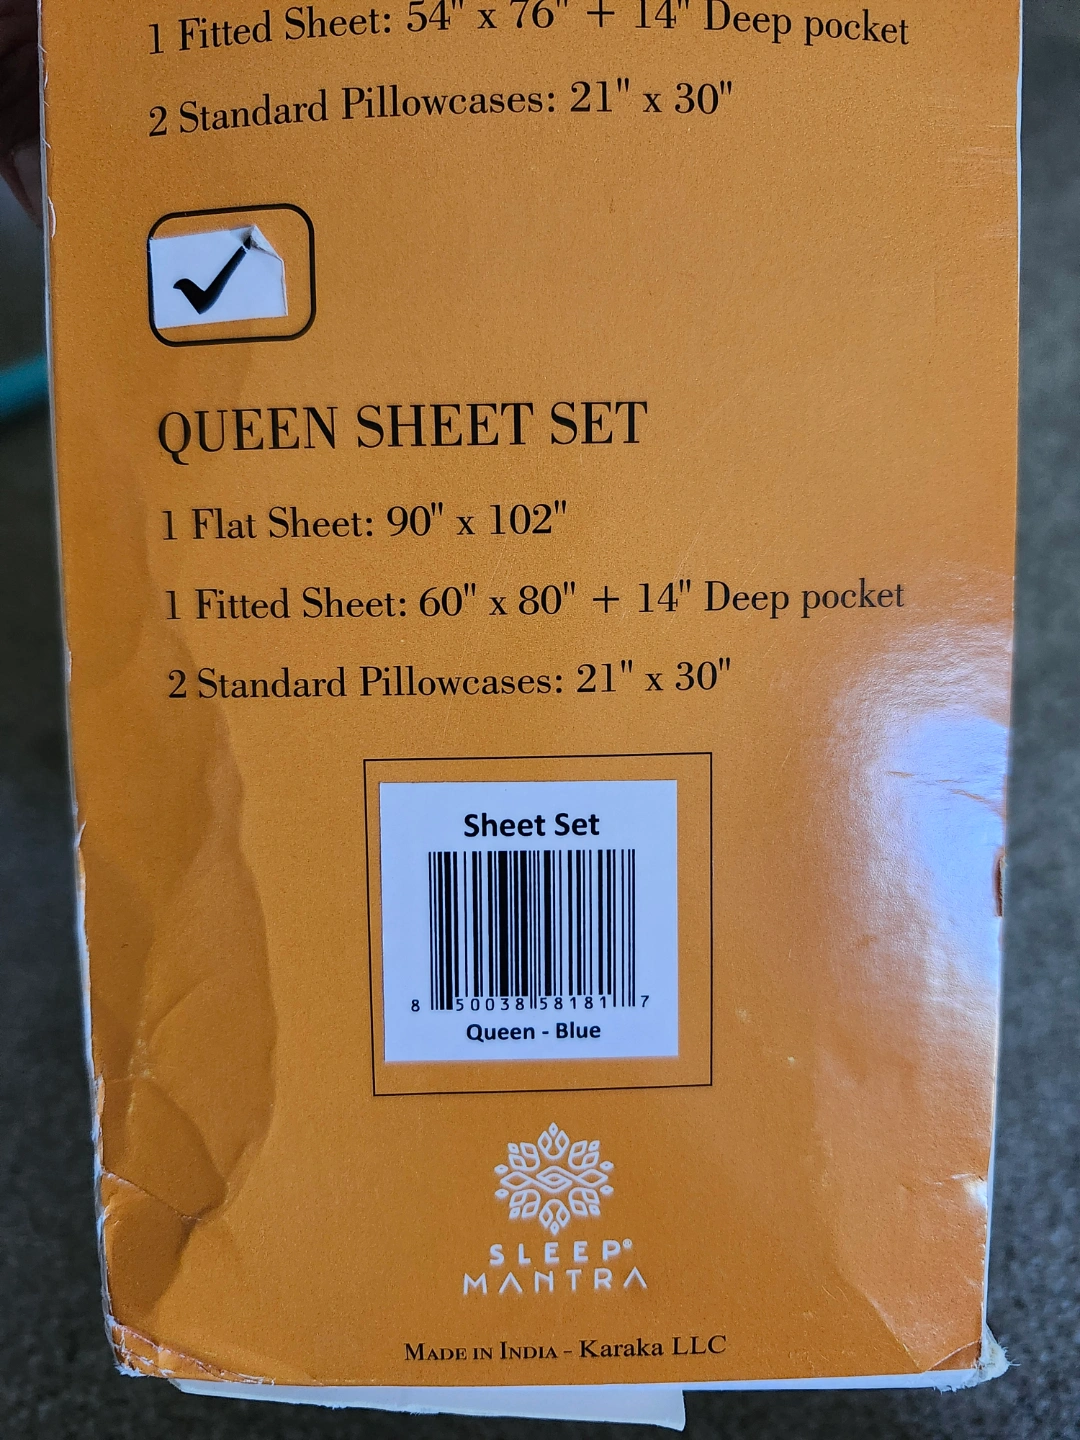 1 Fitted Sheet: 54" x 76" + 14" Deep pocket
2 Standard Pillowcases: 21" x 30"
QUEEN SHEET SET
1 Flat Sheet: 90" x 102"
1 Fitted Sheet: 60" x 80" + 14" Deep pocket
2 Standard Pillowcases: 21" x 30"
Sheet Set
8 50038 58181 7
Queen - Blue
SLEEP®
MANTRA
MADE IN INDIA - Karaka LLC